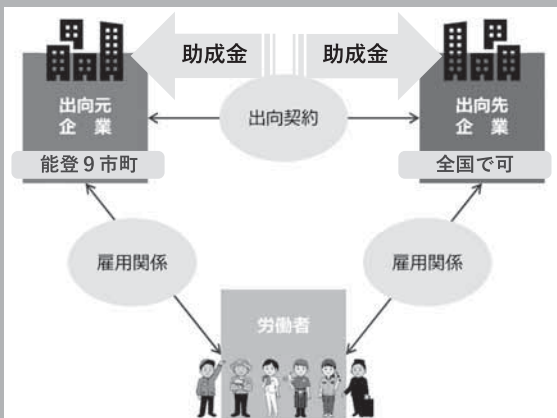 助成金
助成金
出向元
企　業
能登９市町
出向契約
出向先
企　業
全国で可
雇用関係
雇用関係
労働者